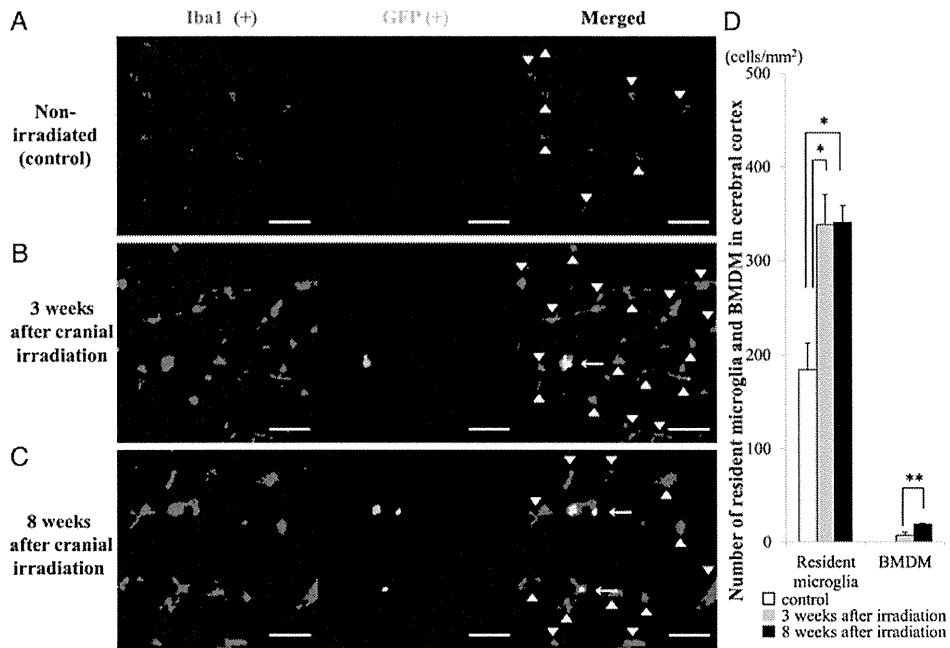 A
Iba1 (+)
GFP (+)
Merged
Non-
irradiated
(control)
B
3 weeks
after cranial
irradiation
C
8 weeks
after cranial
irradiation
D
(cells/mm²)
Number of resident microglia and BMDM in cerebral cortex
500
400
300
200
100
0
*
*
**
Resident
microglia
BMDM
control
3 weeks after irradiation
8 weeks after irradiation